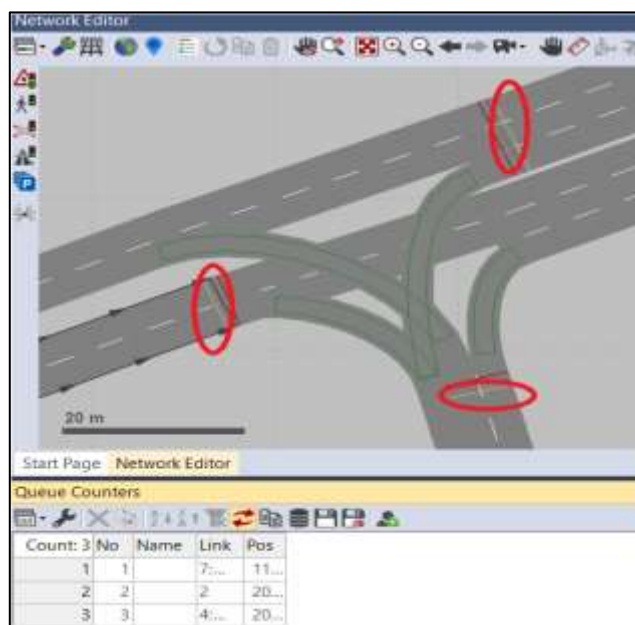 Network Editor
20 m
Start Page Network Editor
Queue Counters
Count: 3 No Name Link Pos
1 1 7:... 11...
2 2 2 20...
3 3 4:... 20...